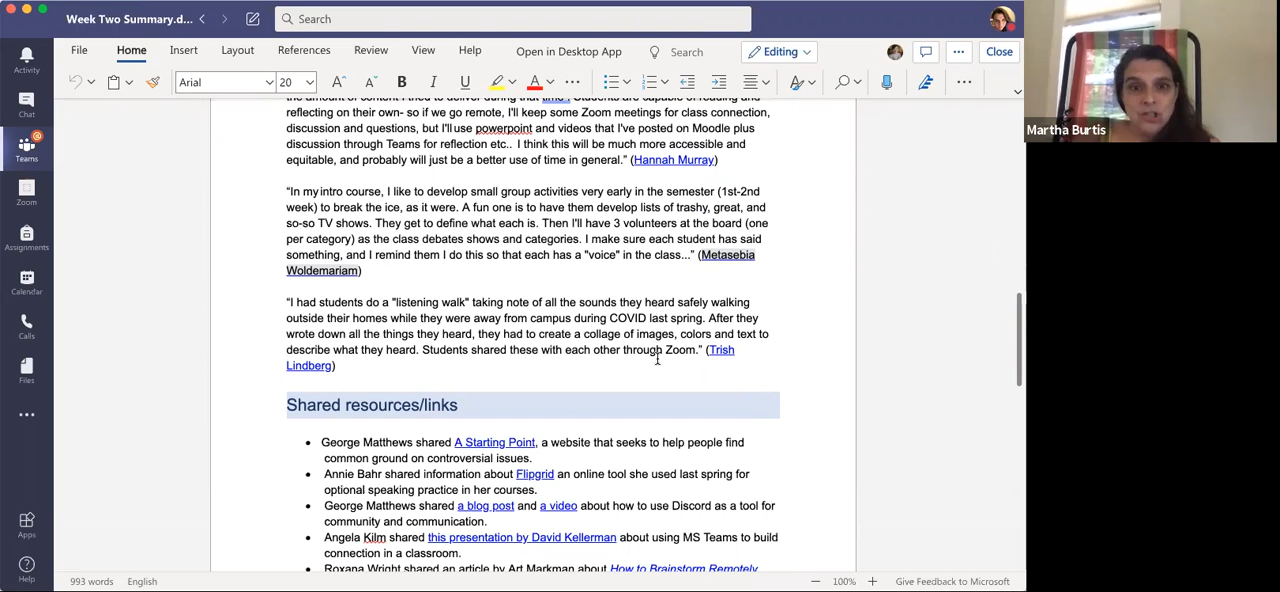 Week Two Summary.d...
Search
File
Home
Insert
Layout
References
Review
View
Help
Open in Desktop App
Search
Editing
Close
Arial
20
Activity
Chat
Teams
Zoom
Assignments
Calendar
Calls
Files
Apps
Help
the amount of content I tried to deliver during that time . Students are capable of reading and
reflecting on their own- so if we go remote, I'll keep some Zoom meetings for class connection,
discussion and questions, but I'll use powerpoint and videos that I've posted on Moodle plus
discussion through Teams for reflection etc.. I think this will be much more accessible and
equitable, and probably will just be a better use of time in general.” (Hannah Murray)
“In my intro course, I like to develop small group activities very early in the semester (1st-2nd
week) to break the ice, as it were. A fun one is to have them develop lists of trashy, great, and
so-so TV shows. They get to define what each is. Then I'll have 3 volunteers at the board (one
per category) as the class debates shows and categories. I make sure each student has said
something, and I remind them I do this so that each has a "voice" in the class...” (Metasebia
Woldemariam)
“I had students do a "listening walk" taking note of all the sounds they heard safely walking
outside their homes while they were away from campus during COVID last spring. After they
wrote down all the things they heard, they had to create a collage of images, colors and text to
describe what they heard. Students shared these with each other through Zoom.” (Trish
Lindberg)
Shared resources/links
• George Matthews shared A Starting Point, a website that seeks to help people find
common ground on controversial issues.
• Annie Bahr shared information about Flipgrid an online tool she used last spring for
optional speaking practice in her courses.
• George Matthews shared a blog post and a video about how to use Discord as a tool for
community and communication.
• Angela Kilm shared this presentation by David Kellerman about using MS Teams to build
connection in a classroom.
• Roxana Wright shared an article by Art Markman about How to Brainstorm Remotely
993 words
English
100%
Give Feedback to Microsoft
Martha Burtis